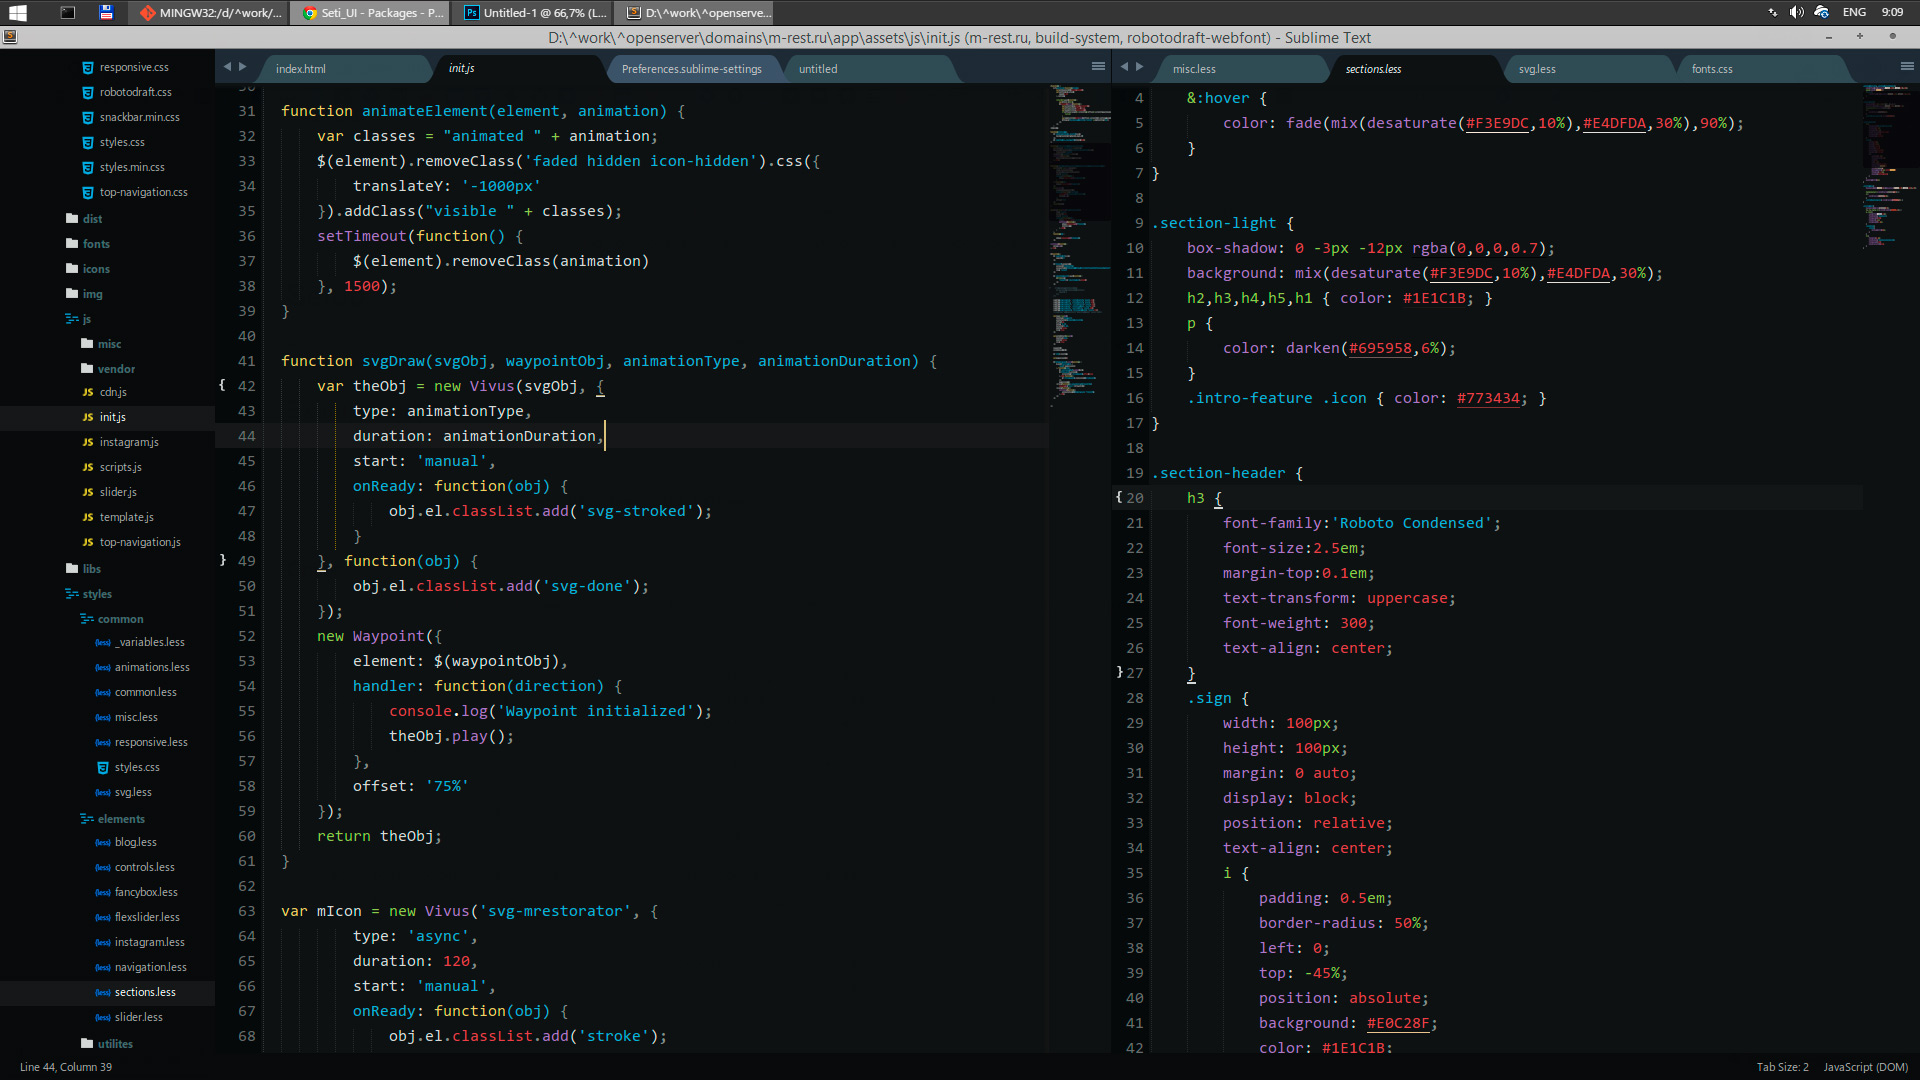 MINGW32:/d/^work/...
Seti_UI - Packages - P...
Untitled-1 @ 66,7% (L...
D:\^work\^openserve...
ENG
9:09
D:\^work\^openserver\domains\m-rest.ru\app\assets\js\init.js (m-rest.ru, build-system, robotodraft-webfont) - Sublime Text
responsive.css
robotodraft.css
snackbar.min.css
styles.css
styles.min.css
top-navigation.css
dist
fonts
icons
img
js
misc
vendor
JS cdn.js
JS init.js
JS instagram.js
JS scripts.js
JS slider.js
JS template.js
JS top-navigation.js
libs
styles
common
{less} _variables.less
{less} animations.less
{less} common.less
{less} misc.less
{less} responsive.less
styles.css
{less} svg.less
elements
{less} blog.less
{less} controls.less
{less} fancybox.less
{less} flexslider.less
{less} instagram.less
{less} navigation.less
{less} sections.less
{less} slider.less
utilites
index.html
init.js
Preferences.sublime-settings
untitled
31 function animateElement(element, animation) {
32 var classes = "animated " + animation;
33 $(element).removeClass('faded hidden icon-hidden').css({
34 translateY: '-1000px'
35 }).addClass("visible " + classes);
36 setTimeout(function() {
37 $(element).removeClass(animation)
38 }, 1500);
39 }
40
41 function svgDraw(svgObj, waypointObj, animationType, animationDuration) {
{ 42 var theObj = new Vivus(svgObj, {
43 type: animationType,
44 duration: animationDuration,
45 start: 'manual',
46 onReady: function(obj) {
47 obj.el.classList.add('svg-stroked');
48 }
} 49 }, function(obj) {
50 obj.el.classList.add('svg-done');
51 });
52 new Waypoint({
53 element: $(waypointObj),
54 handler: function(direction) {
55 console.log('Waypoint initialized');
56 theObj.play();
57 },
58 offset: '75%'
59 });
60 return theObj;
61 }
62
63 var mIcon = new Vivus('svg-mrestorator', {
64 type: 'async',
65 duration: 120,
66 start: 'manual',
67 onReady: function(obj) {
68 obj.el.classList.add('stroke');
misc.less
sections.less
svg.less
fonts.css
4 &:hover {
5 color: fade(mix(desaturate(#F3E9DC,10%),#E4DFDA,30%),90%);
6 }
7 }
8
9 .section-light {
10 box-shadow: 0 -3px -12px rgba(0,0,0,0.7);
11 background: mix(desaturate(#F3E9DC,10%),#E4DFDA,30%);
12 h2,h3,h4,h5,h1 { color: #1E1C1B; }
13 p {
14 color: darken(#695958,6%);
15 }
16 .intro-feature .icon { color: #773434; }
17 }
18
19 .section-header {
{ 20 h3 {
21 font-family:'Roboto Condensed';
22 font-size:2.5em;
23 margin-top:0.1em;
24 text-transform: uppercase;
25 font-weight: 300;
26 text-align: center;
} 27 }
28 .sign {
29 width: 100px;
30 height: 100px;
31 margin: 0 auto;
32 display: block;
33 position: relative;
34 text-align: center;
35 i {
36 padding: 0.5em;
37 border-radius: 50%;
38 left: 0;
39 top: -45%;
40 position: absolute;
41 background: #E0C28F;
42 color: #1E1C1B;
Line 44, Column 39
Tab Size: 2
JavaScript (DOM)